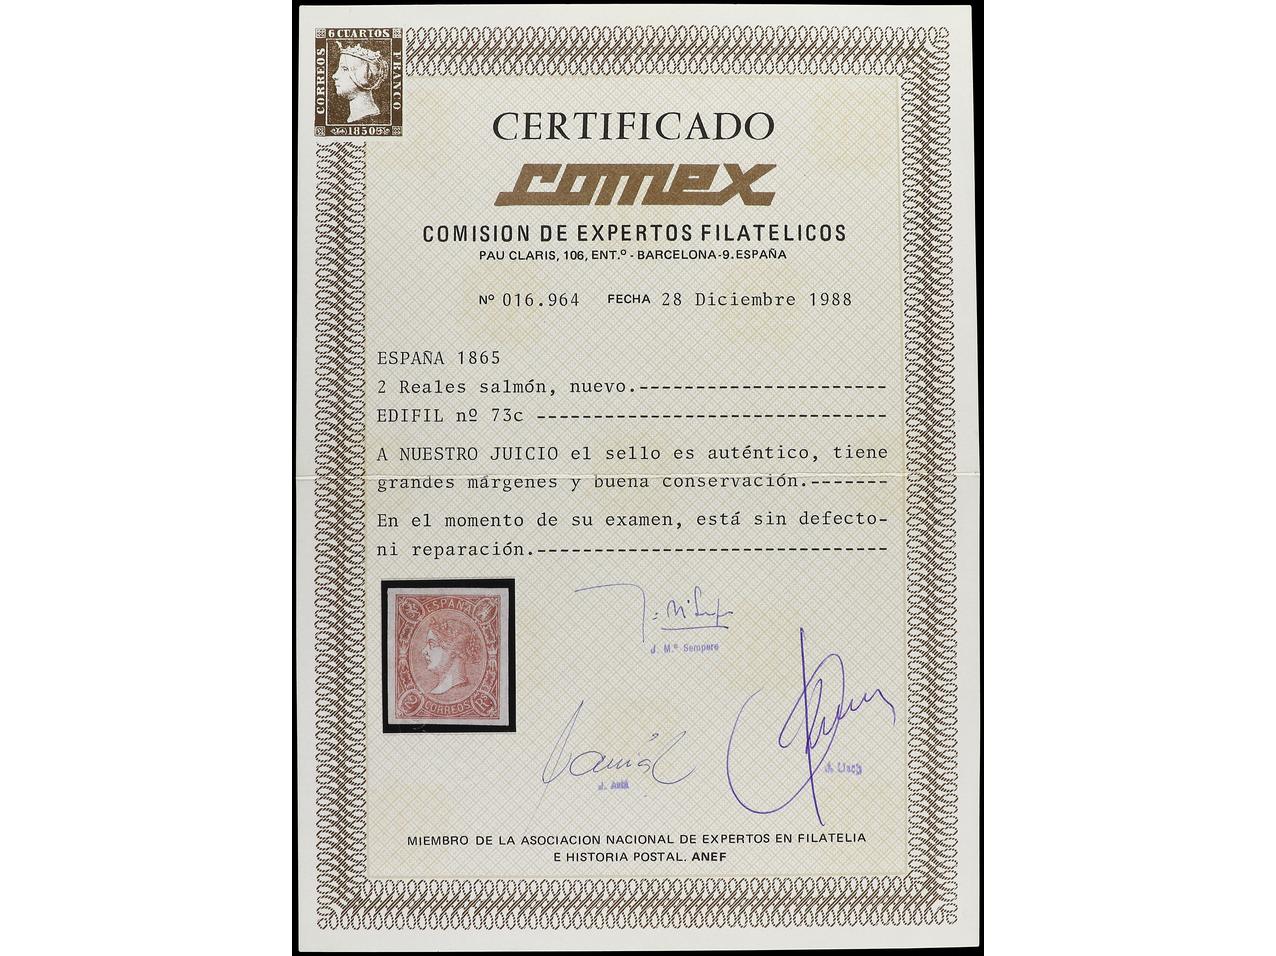 6 CUARTOS
CORREOS
FRANCO
1850
CERTIFICADO
comex
COMISION DE EXPERTOS FILATELICOS
PAU CLARIS, 106, ENT.º - BARCELONA-9. ESPAÑA
Nº 016.964 FECHA 28 Diciembre 1988
ESPAÑA 1865
2 Reales salmón, nuevo.----------------------
EDIFIL nº 73c -------------------------------
A NUESTRO JUICIO el sello es auténtico, tiene
grandes márgenes y buena conservación.-------
En el momento de su examen, está sin defecto-
ni reparación.-------------------------------
ESPAÑA
2 CORREOS Rs
J. Mª Sempere
J. Llach
MIEMBRO DE LA ASOCIACION NACIONAL DE EXPERTOS EN FILATELIA
E HISTORIA POSTAL. ANEF